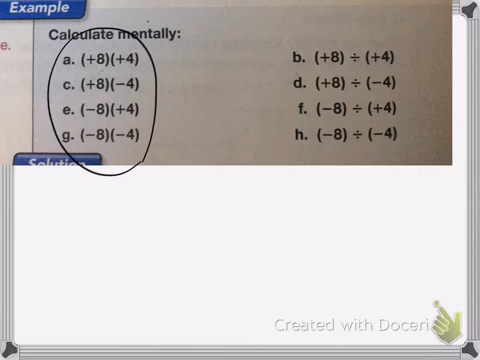 Example
e.
Calculate mentally:
a. (+8)(+4) b. (+8) ÷ (+4)
c. (+8)(−4) d. (+8) ÷ (−4)
e. (−8)(+4) f. (−8) ÷ (+4)
g. (−8)(−4) h. (−8) ÷ (−4)
Solution
Created with Doceri